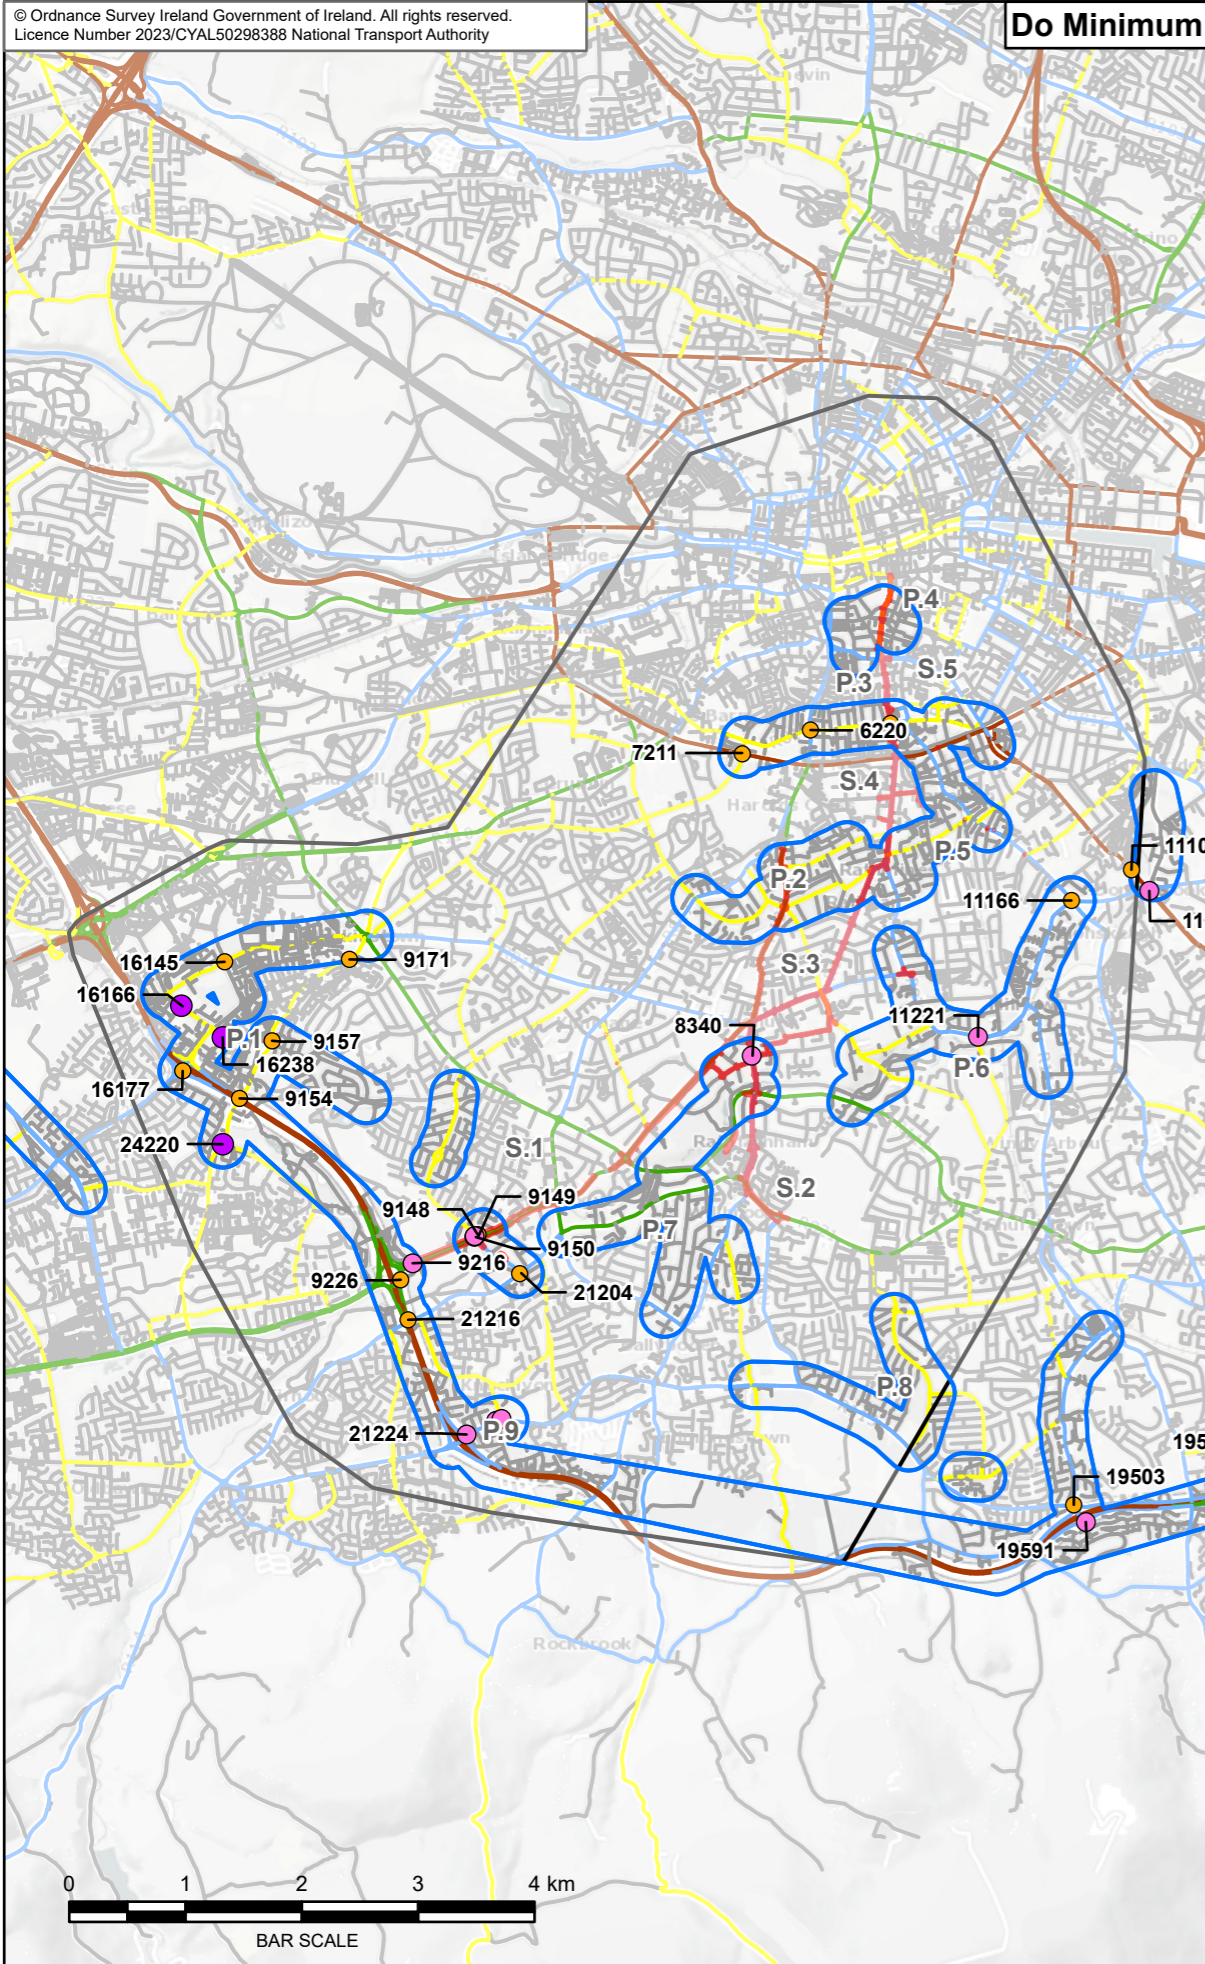 © Ordnance Survey Ireland Government of Ireland. All rights reserved.
Licence Number 2023/CYAL50298388 National Transport Authority
Do Minimum
P.4
S.5
P.3
6220
7211
S.4
1110
P.5
P.2
11166
11
16145
9171
S.3
16166
11221
8340
P.1
9157
16238
P.6
16177
9154
24220
S.1
S.2
9149
9148
P.7
9150
9216
9226
21204
21216
P.8
21224
P.9
195
19503
19591
Rockbrook
0 1 2 3 4 km
BAR SCALE